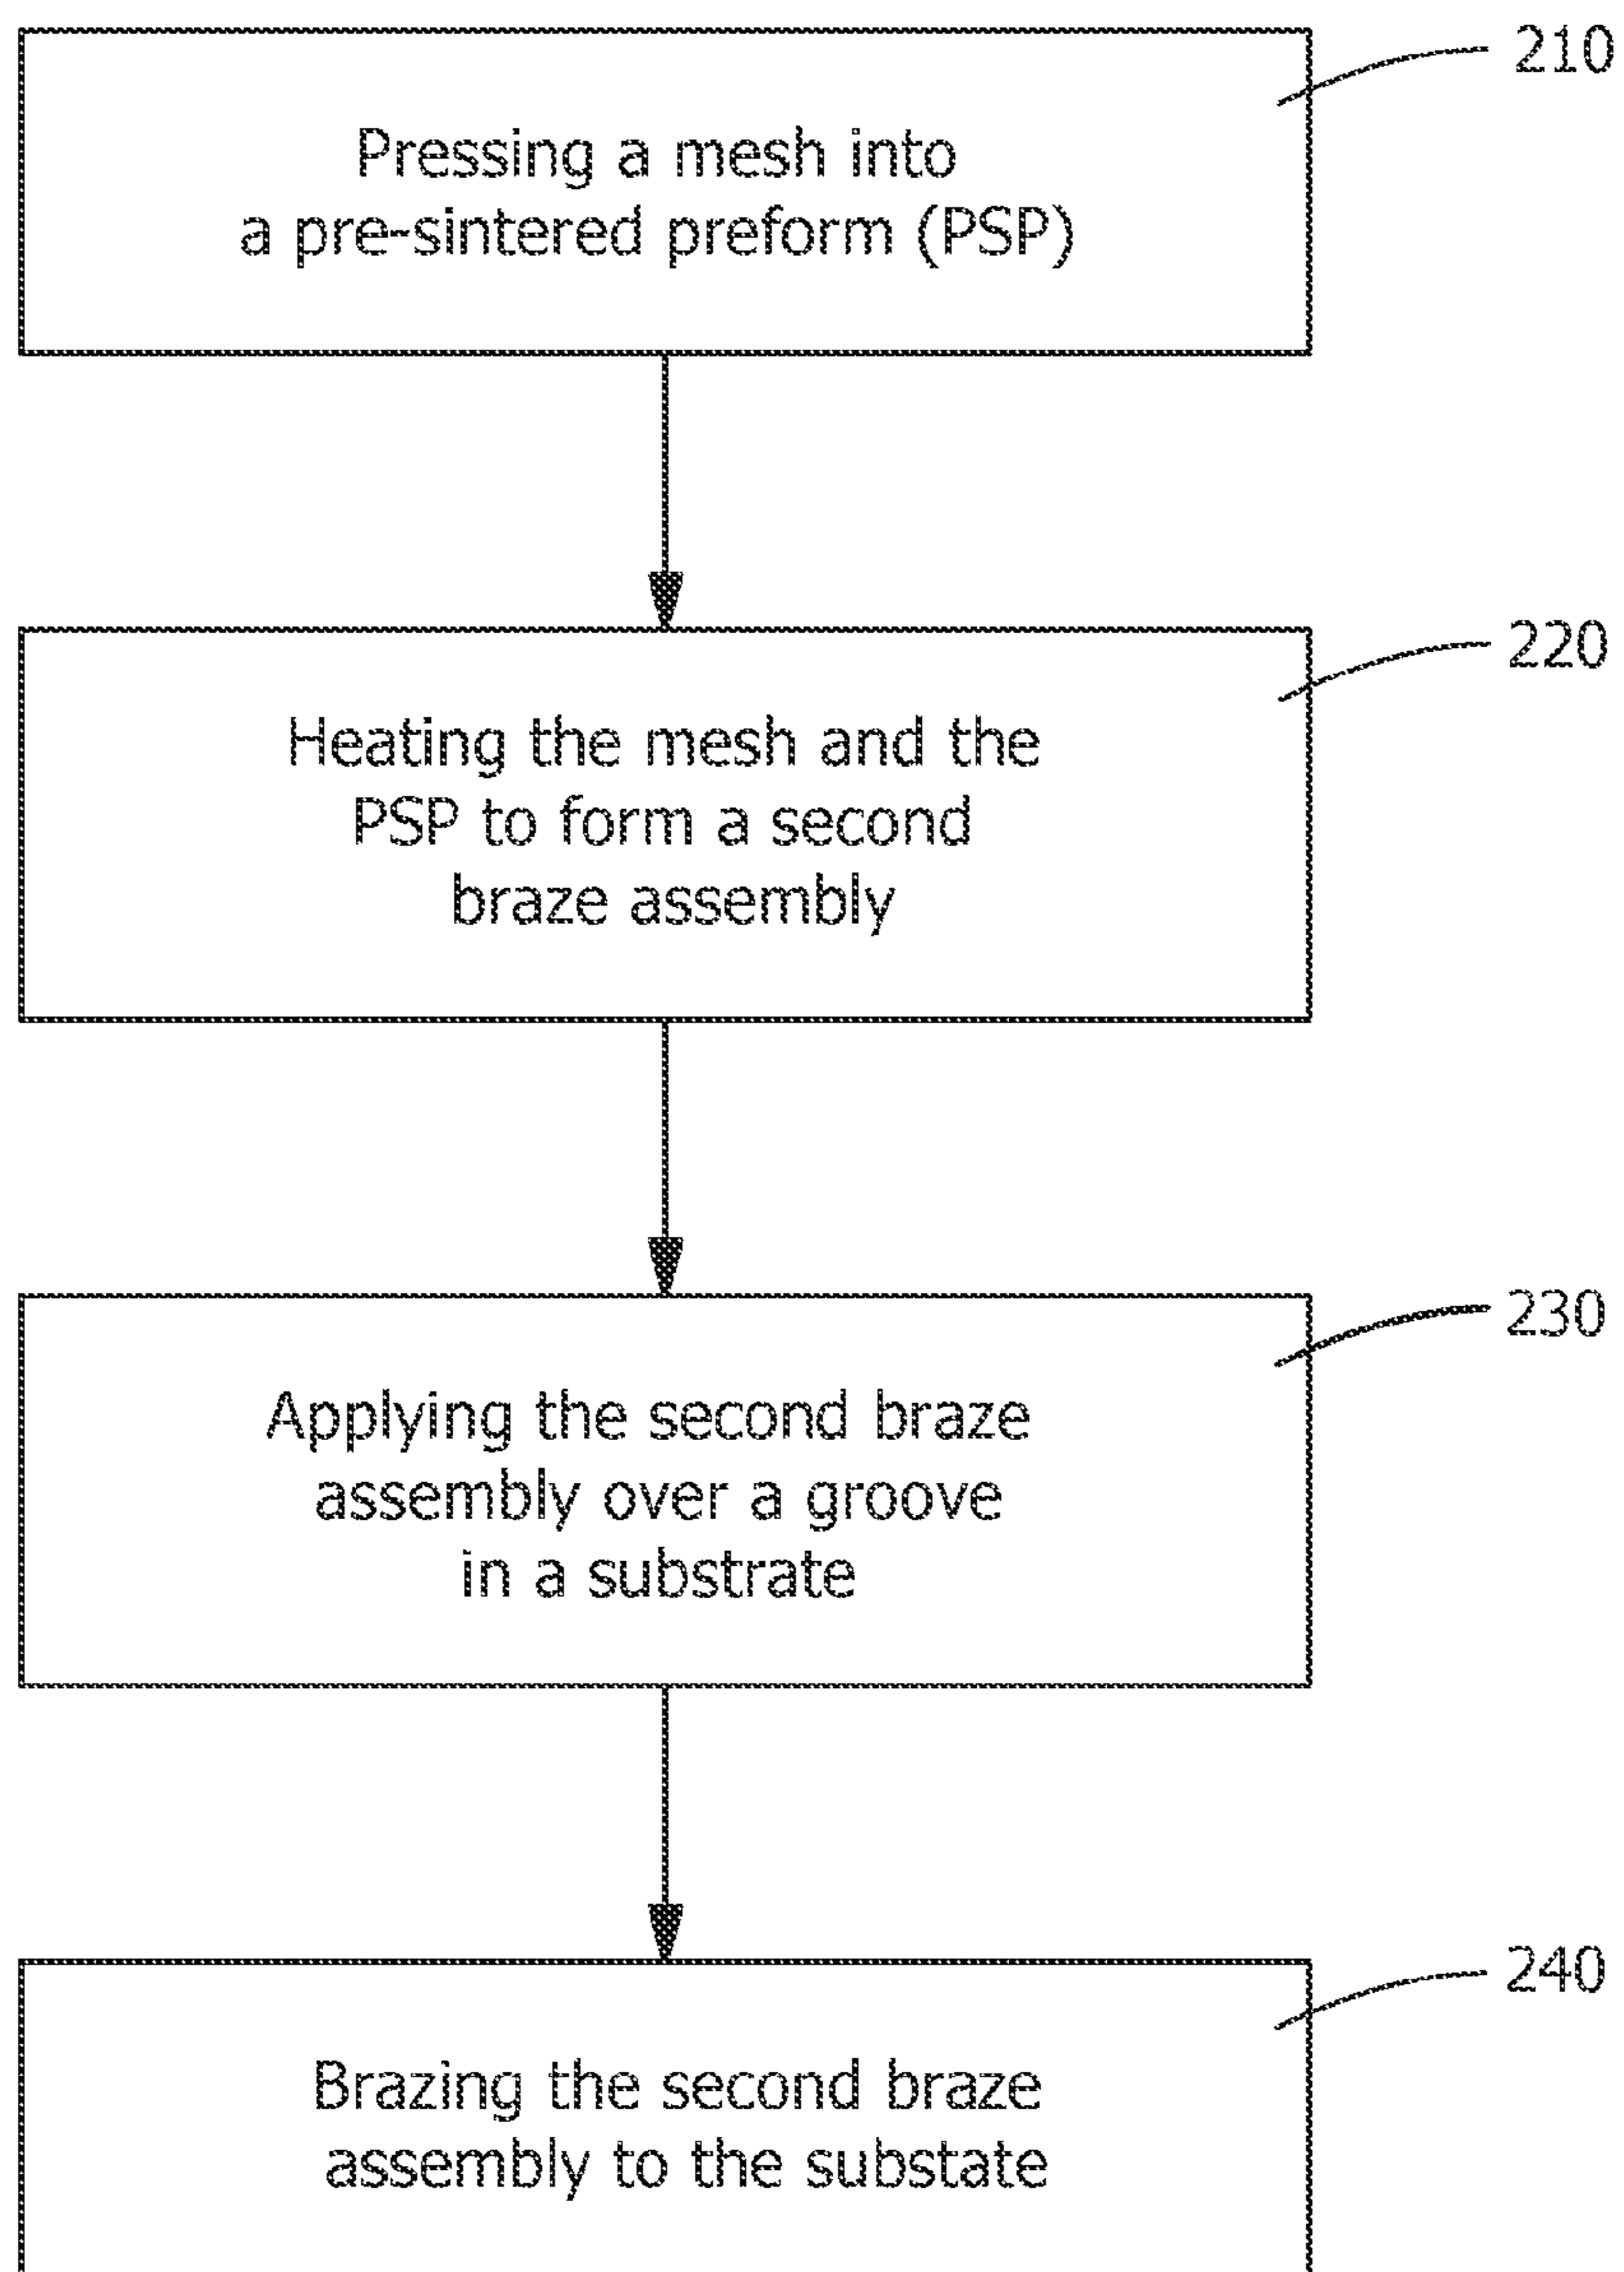 210
Pressing a mesh into
a pre-sintered preform (PSP)
220
Heating the mesh and the
PSP to form a second
braze assembly
230
Applying the second braze
assembly over a groove
in a substrate
240
Brazing the second braze
assembly to the substate